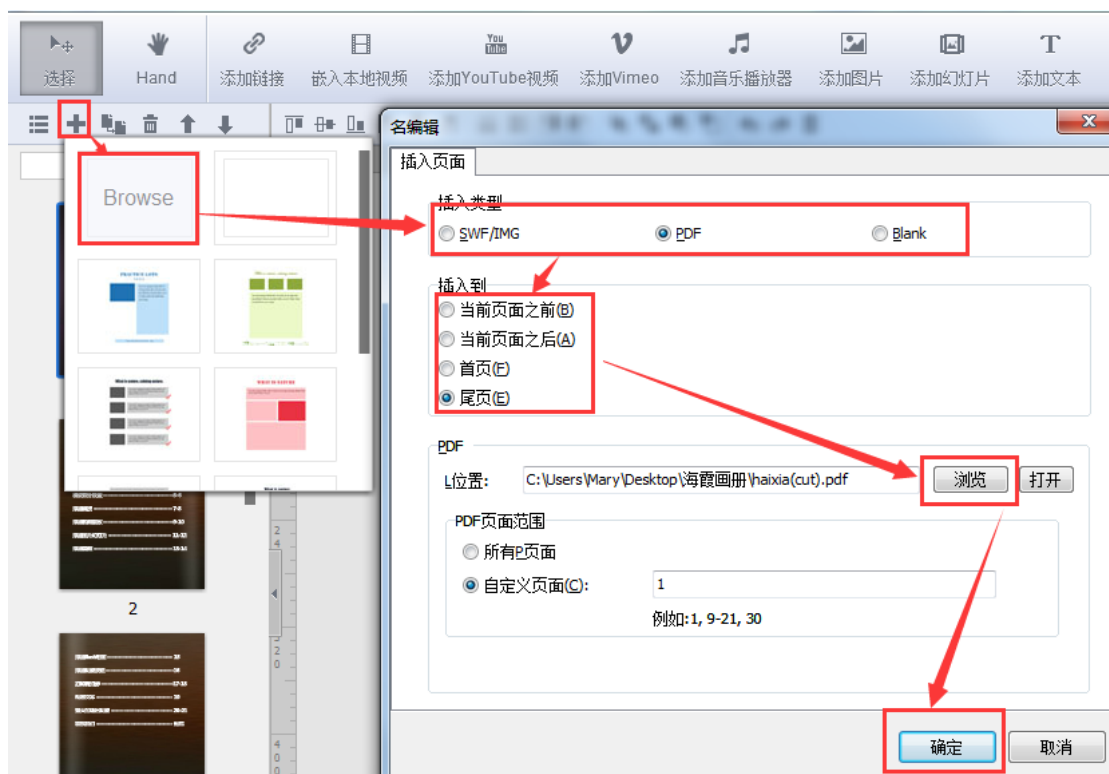 You
Tube
选择
Hand
添加链接
嵌入本地视频
添加YouTube视频
添加Vimeo
添加音乐播放器
添加图片
添加幻灯片
添加文本
名编辑
插入页面
Browse
插入类型
SWF/IMG
PDF
Blank
插入到
当前页面之前(B)
当前页面之后(A)
首页(F)
尾页(E)
PDF
L位置:
C:\Users\Mary\Desktop\海霞画册\haixia(cut).pdf
浏览
打开
PDF页面范围
所有P页面
自定义页面(C):
1
例如:1, 9-21, 30
2
确定
取消